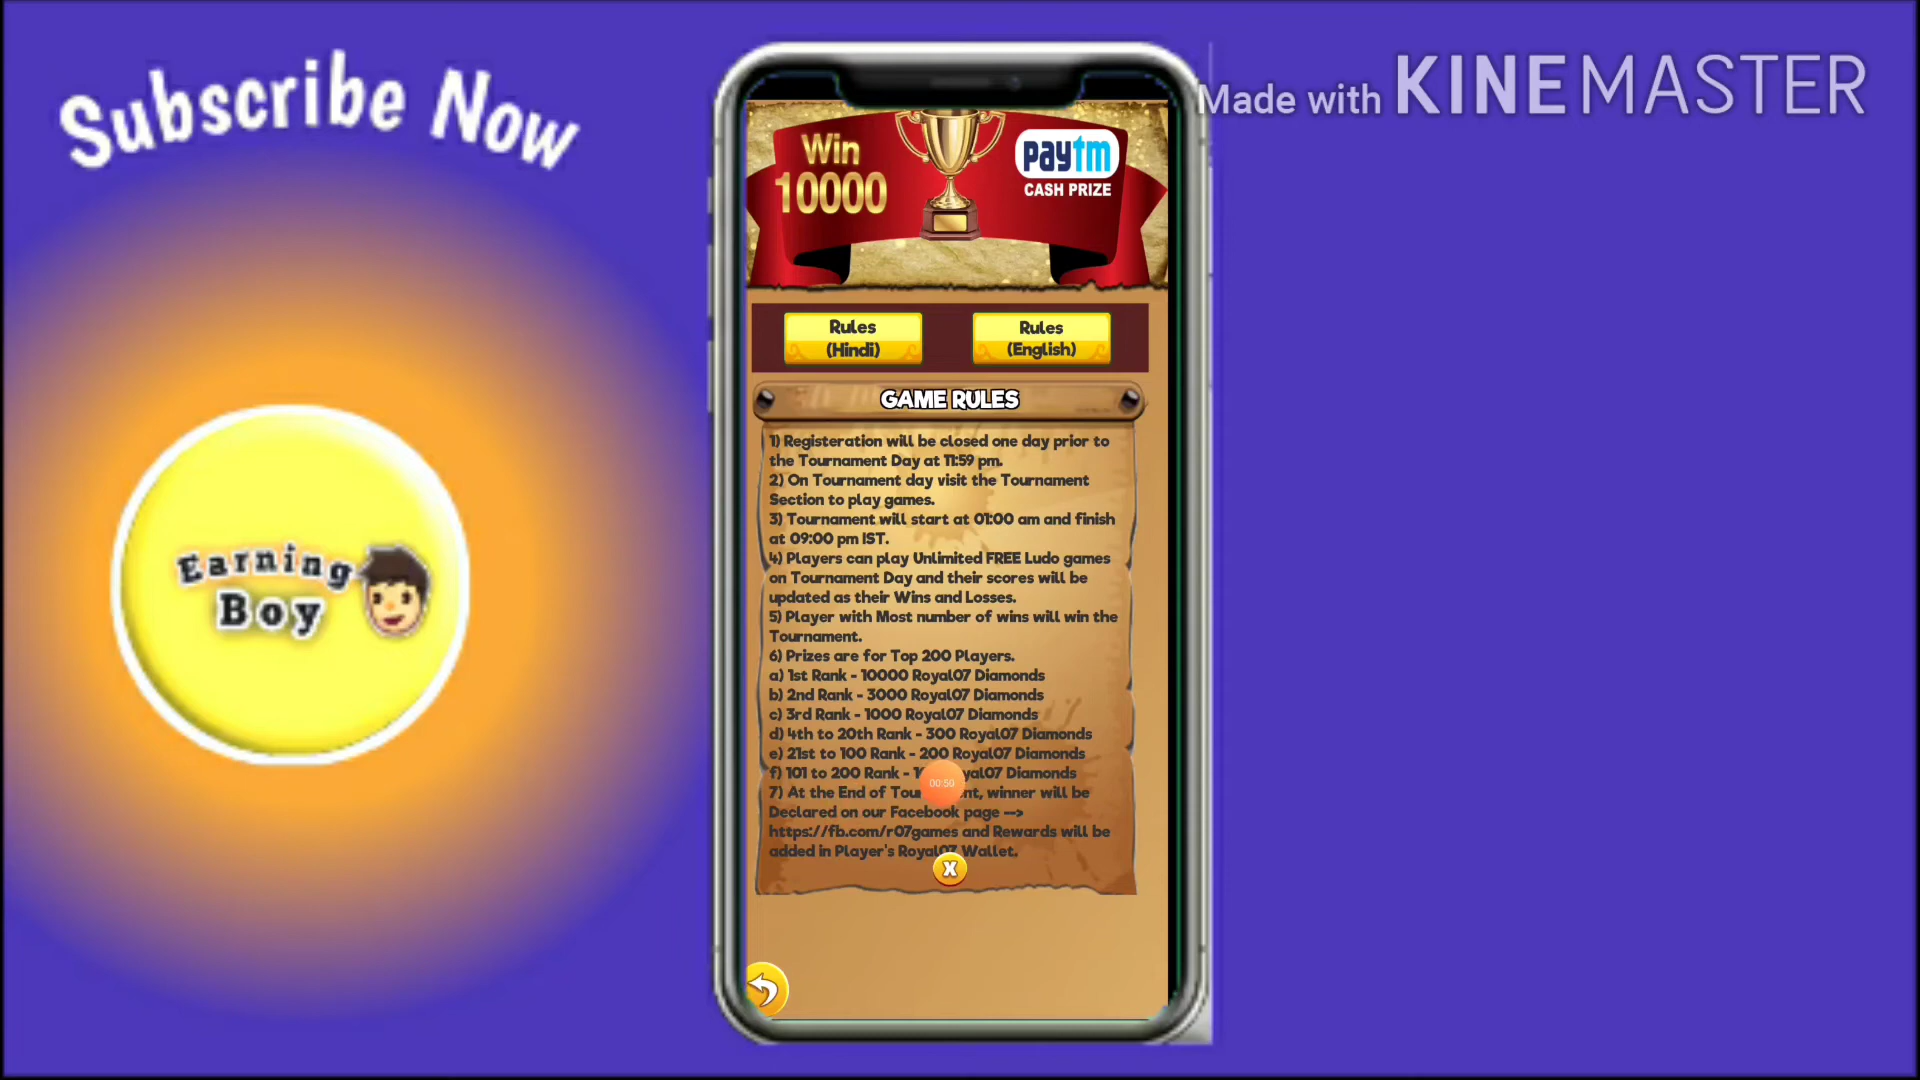 Subscribe Now
Made with KINEMASTER
Win
10000
paytm
CASH PRIZE
Rules
(Hindi)
Rules
(English)
GAME RULES
1) Registeration will be closed one day prior to
the Tournament Day at 11:59 pm.
2) On Tournament day visit the Tournament
Section to play games.
3) Tournament will start at 01:00 am and finish
at 09:00 pm IST.
4) Players can play Unlimited FREE Ludo games
on Tournament Day and their scores will be
updated as their Wins and Losses.
5) Player with Most number of wins will win the
Tournament.
6) Prizes are for Top 200 Players.
a) 1st Rank - 10000 Royal07 Diamonds
b) 2nd Rank - 3000 Royal07 Diamonds
c) 3rd Rank - 1000 Royal07 Diamonds
d) 4th to 20th Rank - 300 Royal07 Diamonds
e) 21st to 100 Rank - 200 Royal07 Diamonds
f) 101 to 200 Rank - Diamonds
00:50
7) At the End of winner will be
Declared on our Facebook page -->
https://fb.com/r07games and Rewards will be
added in Player's Royal07 Wallet.
X
Earning
Boy